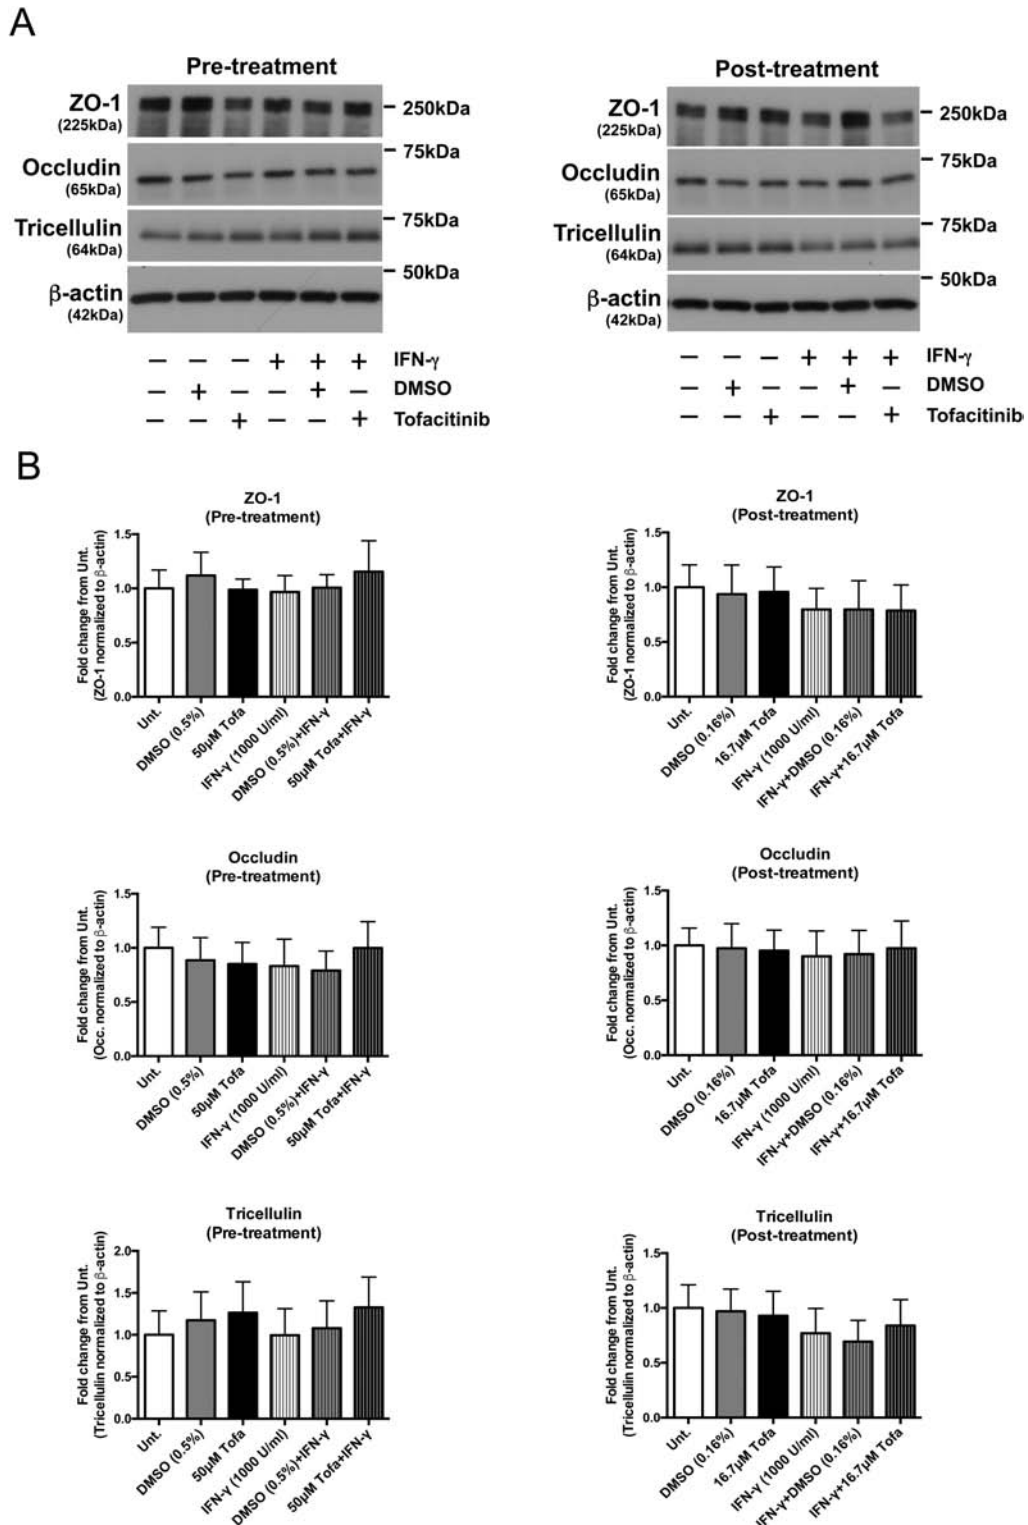 A
Pre-treatment
ZO-1
(225kDa)
250kDa
75kDa
Occludin
(65kDa)
75kDa
Tricellulin
(64kDa)
50kDa
β-actin
(42kDa)
− − − + + + IFN-γ
− + − − + − DMSO
− − + − − + Tofacitinib
Post-treatment
ZO-1
(225kDa)
250kDa
75kDa
Occludin
(65kDa)
75kDa
Tricellulin
(64kDa)
50kDa
β-actin
(42kDa)
− − − + + + IFN-γ
− + − − + − DMSO
− − + − − + Tofacitinib
B
ZO-1
(Pre-treatment)
Fold change from Unt.
(ZO-1 normalized to β-actin)
1.5
1.0
0.5
0.0
Unt.
DMSO (0.5%)
50μM Tofa
IFN-γ (1000 U/ml)
DMSO (0.5%)+IFN-γ
50μM Tofa+IFN-γ
ZO-1
(Post-treatment)
Fold change from Unt.
(ZO-1 normalized to β-actin)
1.5
1.0
0.5
0.0
Unt.
DMSO (0.16%)
16.7μM Tofa
IFN-γ (1000 U/ml)
IFN-γ+DMSO (0.16%)
IFN-γ+16.7μM Tofa
Occludin
(Pre-treatment)
Fold change from Unt.
(Occ. normalized to β-actin)
1.5
1.0
0.5
0.0
Unt.
DMSO (0.5%)
50μM Tofa
IFN-γ (1000 U/ml)
DMSO (0.5%)+IFN-γ
50μM Tofa+IFN-γ
Occludin
(Post-treatment)
Fold change from Unt.
(Occ. normalized to β-actin)
1.5
1.0
0.5
0.0
Unt.
DMSO (0.16%)
16.7μM Tofa
IFN-γ (1000 U/ml)
IFN-γ+DMSO (0.16%)
IFN-γ+16.7μM Tofa
Tricellulin
(Pre-treatment)
Fold change from Unt.
(Tricellulin normalized to β-actin)
2.0
1.5
1.0
0.5
0.0
Unt.
DMSO (0.5%)
50μM Tofa
IFN-γ (1000 U/ml)
DMSO (0.5%)+IFN-γ
50μM Tofa+IFN-γ
Tricellulin
(Post-treatment)
Fold change from Unt.
(Tricellulin normalized to β-actin)
1.5
1.0
0.5
0.0
Unt.
DMSO (0.16%)
16.7μM Tofa
IFN-γ (1000 U/ml)
IFN-γ+DMSO (0.16%)
IFN-γ+16.7μM Tofa